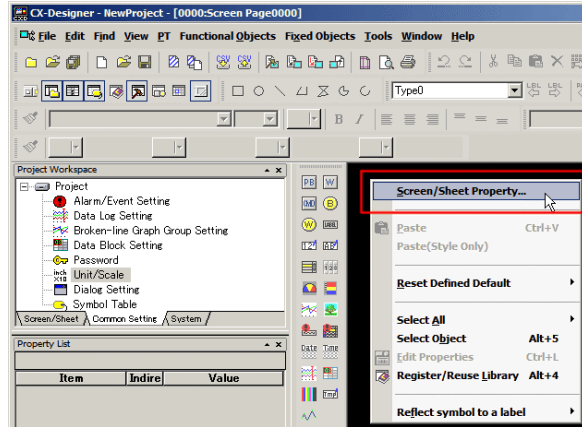 CX-Designer - NewProject - [0000:Screen Page0000]
File Edit Find View PT Functional Objects Fixed Objects Tools Window Help
Type0
B I
Project Workspace
Project
Alarm/Event Setting
Data Log Setting
Broken-line Graph Group Setting
Data Block Setting
Password
Unit/Scale
Dialog Setting
Symbol Table
Screen/Sheet Common Setting System
Property List
Item Indire Value
PB W
CMD B
W LABEL
Date Time
Screen/Sheet Property...
Paste Ctrl+V
Paste(Style Only)
Reset Defined Default
Select All
Select Object Alt+5
Edit Properties Ctrl+L
Register/Reuse Library Alt+4
Reflect symbol to a label